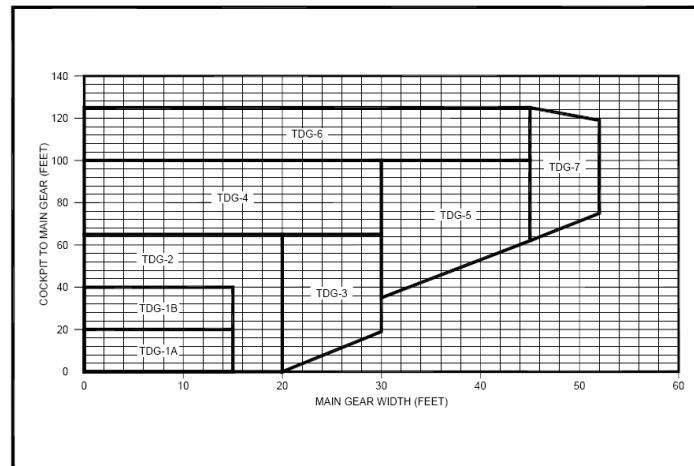 140
120
100
80
60
40
20
0
COCKPIT TO MAIN GEAR (FEET)
TDG-6
TDG-7
TDG-4
TDG-5
TDG-2
TDG-3
TDG-1B
TDG-1A
0 10 20 30 40 50 60
MAIN GEAR WIDTH (FEET)